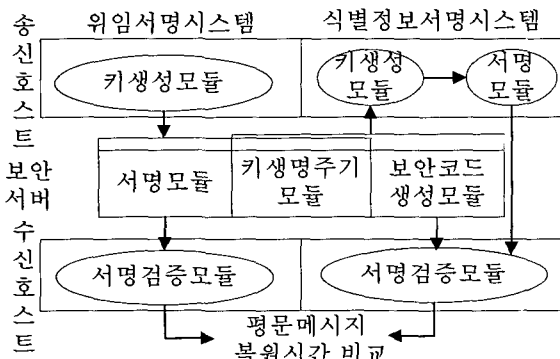 위임서명시스템
식별정보서명시스템
송신호스트
키생성모듈
키생성
모듈
서명
모듈
보안
서버
서명모듈
키생명주기
모듈
보안코드
생성모듈
수신호스트
서명검증모듈
서명검증모듈
평문메시지
복원시간 비교